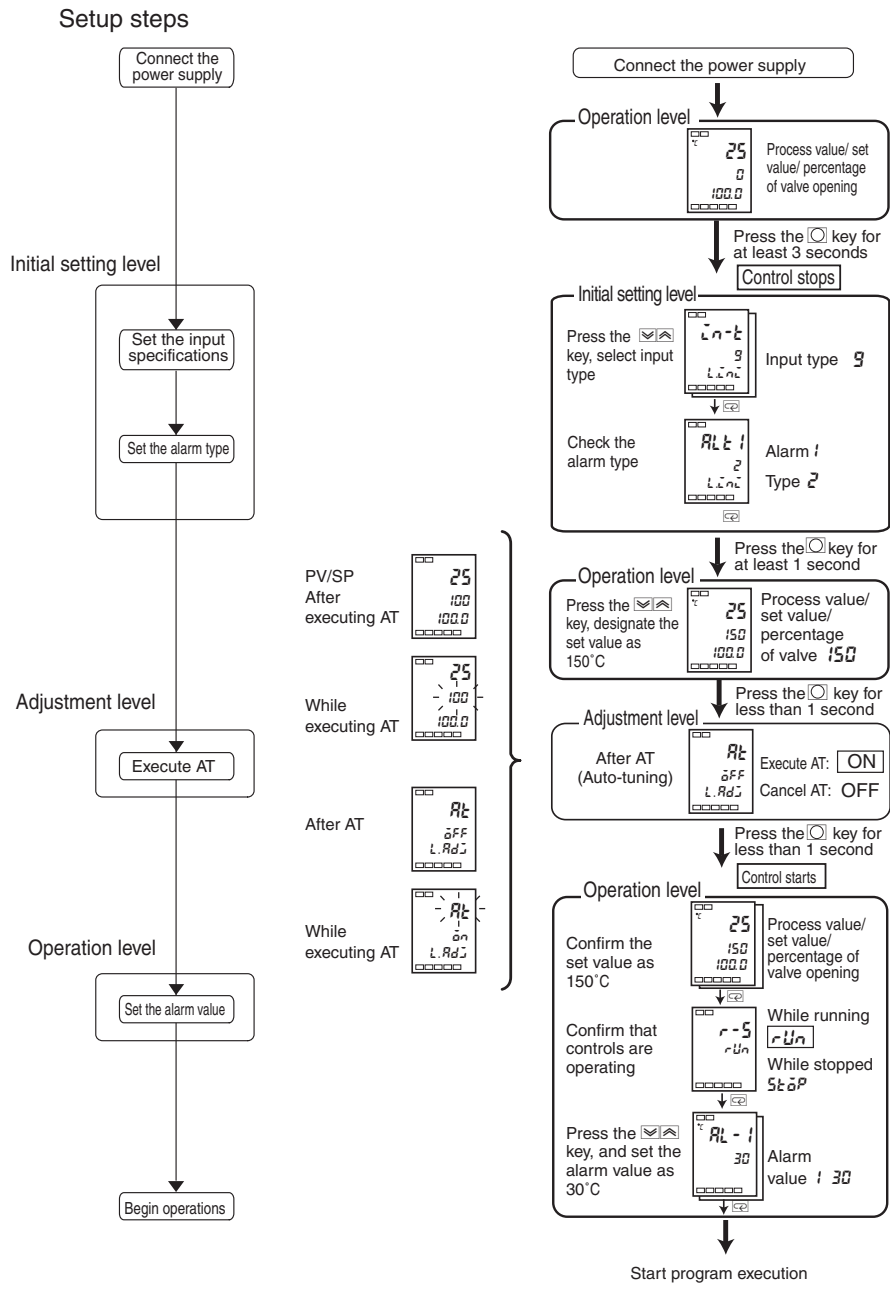 Setup steps
Connect the
power supply
Initial setting level
Set the input
specifications
Set the alarm type
Adjustment level
Execute AT
Operation level
Set the alarm value
Begin operations
PV/SP
After
executing AT
25
100
100.0
While
executing AT
25
100
100.0
After AT
At
oFF
L.AdJ
While
executing AT
At
on
L.AdJ
Connect the power supply
Operation level
°C
25
0
100.0
Process value/ set
value/ percentage
of valve opening
Press the key for
at least 3 seconds
Control stops
Initial setting level
Press the
key, select input
type
in-t
9
L.ini
Input type 9
Check the
alarm type
ALt1
2
L.ini
Alarm 1
Type 2
Press the key for
at least 1 second
Operation level
Press the
key, designate the
set value as
150˚C
°C
25
150
100.0
Process value/
set value/
percentage
of valve 150
Press the key for
less than 1 second
Adjustment level
After AT
(Auto-tuning)
At
oFF
L.AdJ
Execute AT: ON
Cancel AT: OFF
Press the key for
less than 1 second
Control starts
Operation level
Confirm the
set value as
150˚C
°C
25
150
100.0
Process value/
set value/
percentage of
valve opening
Confirm that
controls are
operating
r-S
rUn
While running
rUn
While stopped
StoP
Press the
key, and set the
alarm value as
30˚C
°C
AL-1
30
Alarm
value 1 30
Start program execution